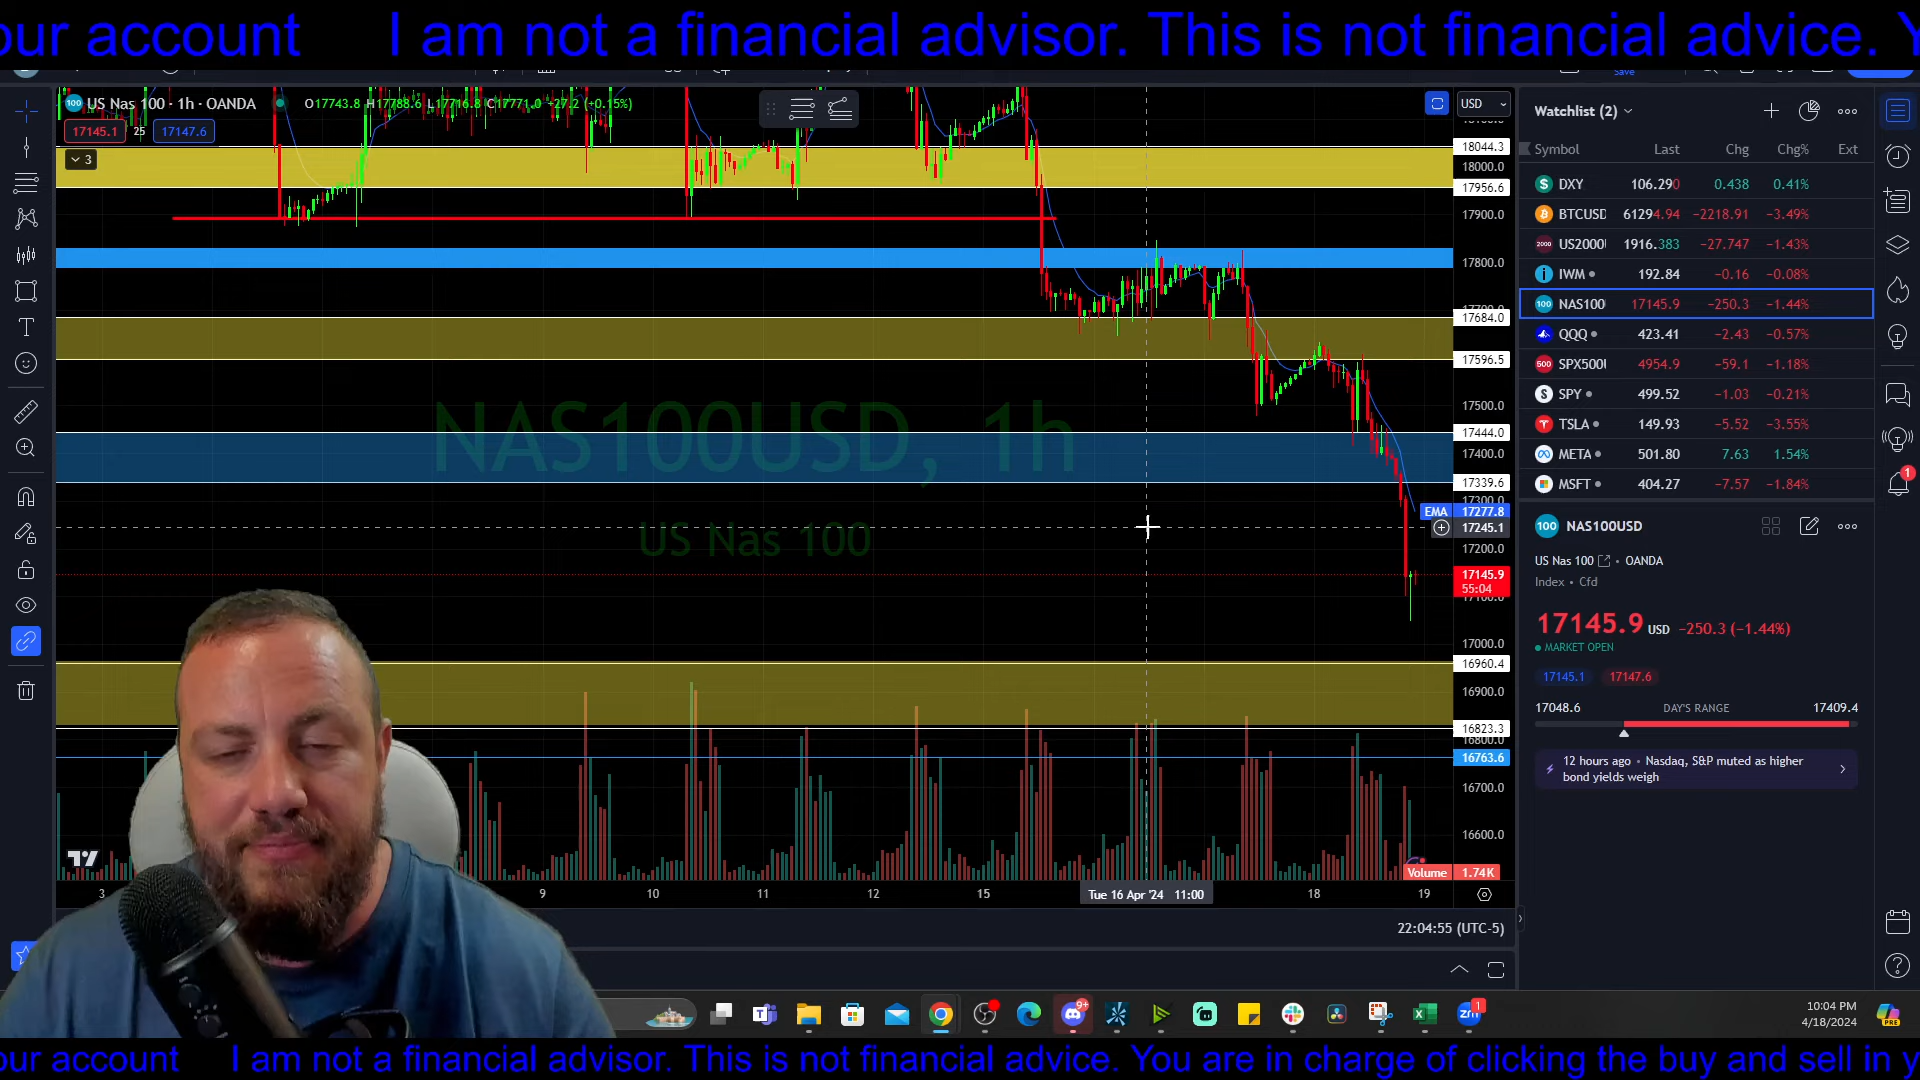 our account I am not a financial advisor. This is not financial advice. Y
Save
US Nas 100 · 1h · OANDA O17743.8 H17788.6 L17716.8 C17771.0 +27.2 (+0.15%)
17145.1 25 17147.6
3
USD
18044.3
18000.0
17956.6
17900.0
17800.0
17684.0
17596.5
17500.0
17444.0
17400.0
17339.6
17300.0
EMA 17277.8
17245.1
17200.0
17145.9
55:04
17100.0
17000.0
16960.4
16900.0
16823.3
16800.0
16763.6
16700.0
16600.0
Volume 1.74K
NAS100USD, 1h
US Nas 100
3 9 10 11 12 15 Tue 16 Apr '24 11:00 18 19
22:04:55 (UTC-5)
Watchlist (2)
Symbol Last Chg Chg% Ext
DXY 106.290 0.438 0.41%
BTCUSD 61294.94 −2218.91 −3.49%
US2000 1916.383 −27.747 −1.43%
IWM 192.84 −0.16 −0.08%
NAS100 17145.9 −250.3 −1.44%
QQQ 423.41 −2.43 −0.57%
SPX500 4954.9 −59.1 −1.18%
SPY 499.52 −1.03 −0.21%
TSLA 149.93 −5.52 −3.55%
META 501.80 7.63 1.54%
MSFT 404.27 −7.57 −1.84%
NAS100USD
US Nas 100 · OANDA
Index · Cfd
17145.9 USD −250.3 (−1.44%)
MARKET OPEN
17145.1 17147.6
17048.6 DAY'S RANGE 17409.4
12 hours ago · Nasdaq, S&P muted as higher
bond yields weigh
10:04 PM
4/18/2024
our account I am not a financial advisor. This is not financial advice. You are in charge of clicking the buy and sell in y